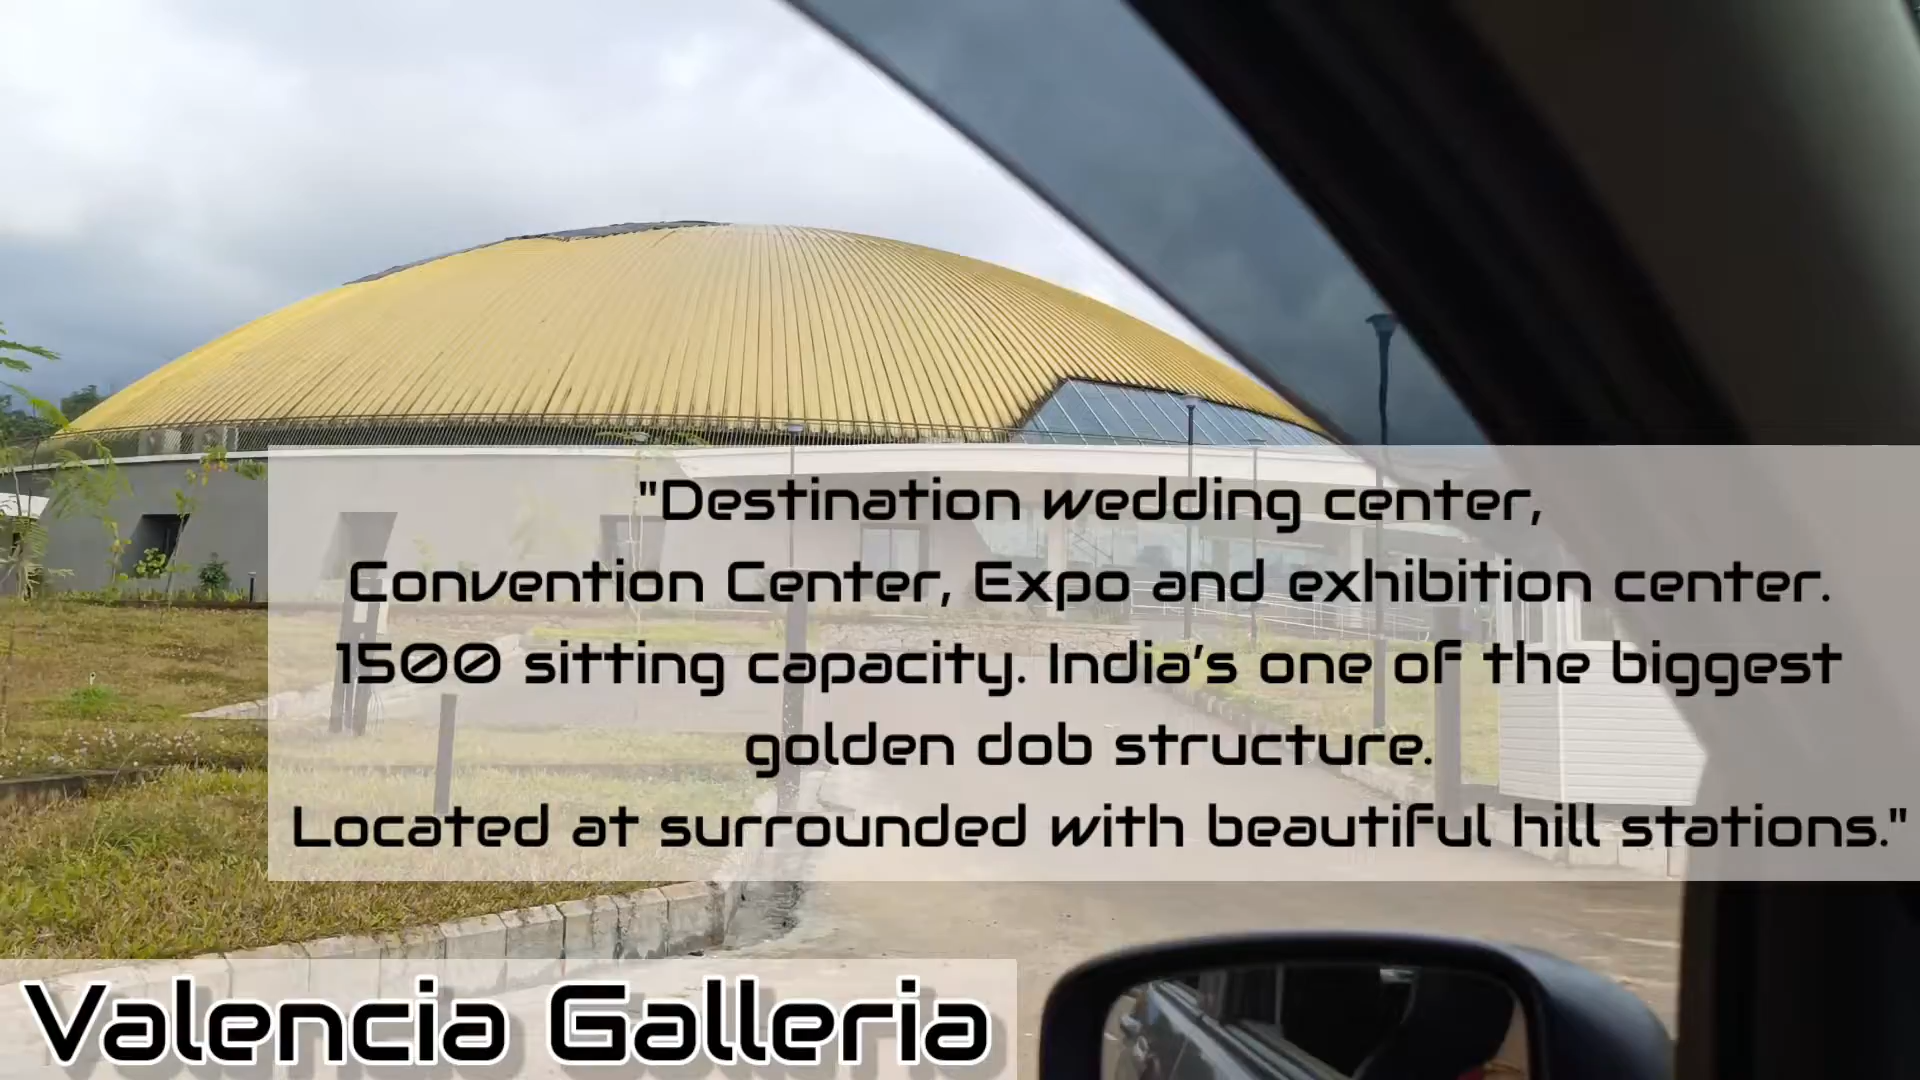 "Destination wedding center,
Convention Center, Expo and exhibition center.
1500 sitting capacity. India's one of the biggest
golden dob structure.
Located at surrounded with beautiful hill stations."
Valencia Galleria